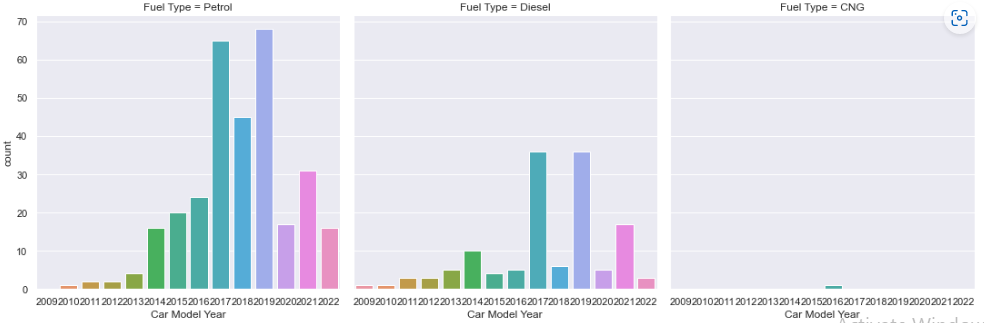 Fuel Type = Petrol
Fuel Type = Diesel
Fuel Type = CNG
70
60
50
40
30
20
10
0
count
2009 2010 2011 2012 2013 2014 2015 2016 2017 2018 2019 2020 2021 2022
2009 2010 2011 2012 2013 2014 2015 2016 2017 2018 2019 2020 2021 2022
2009 2010 2011 2012 2013 2014 2015 2016 2017 2018 2019 2020 2021 2022
Car Model Year
Car Model Year
Car Model Year
Activate Window